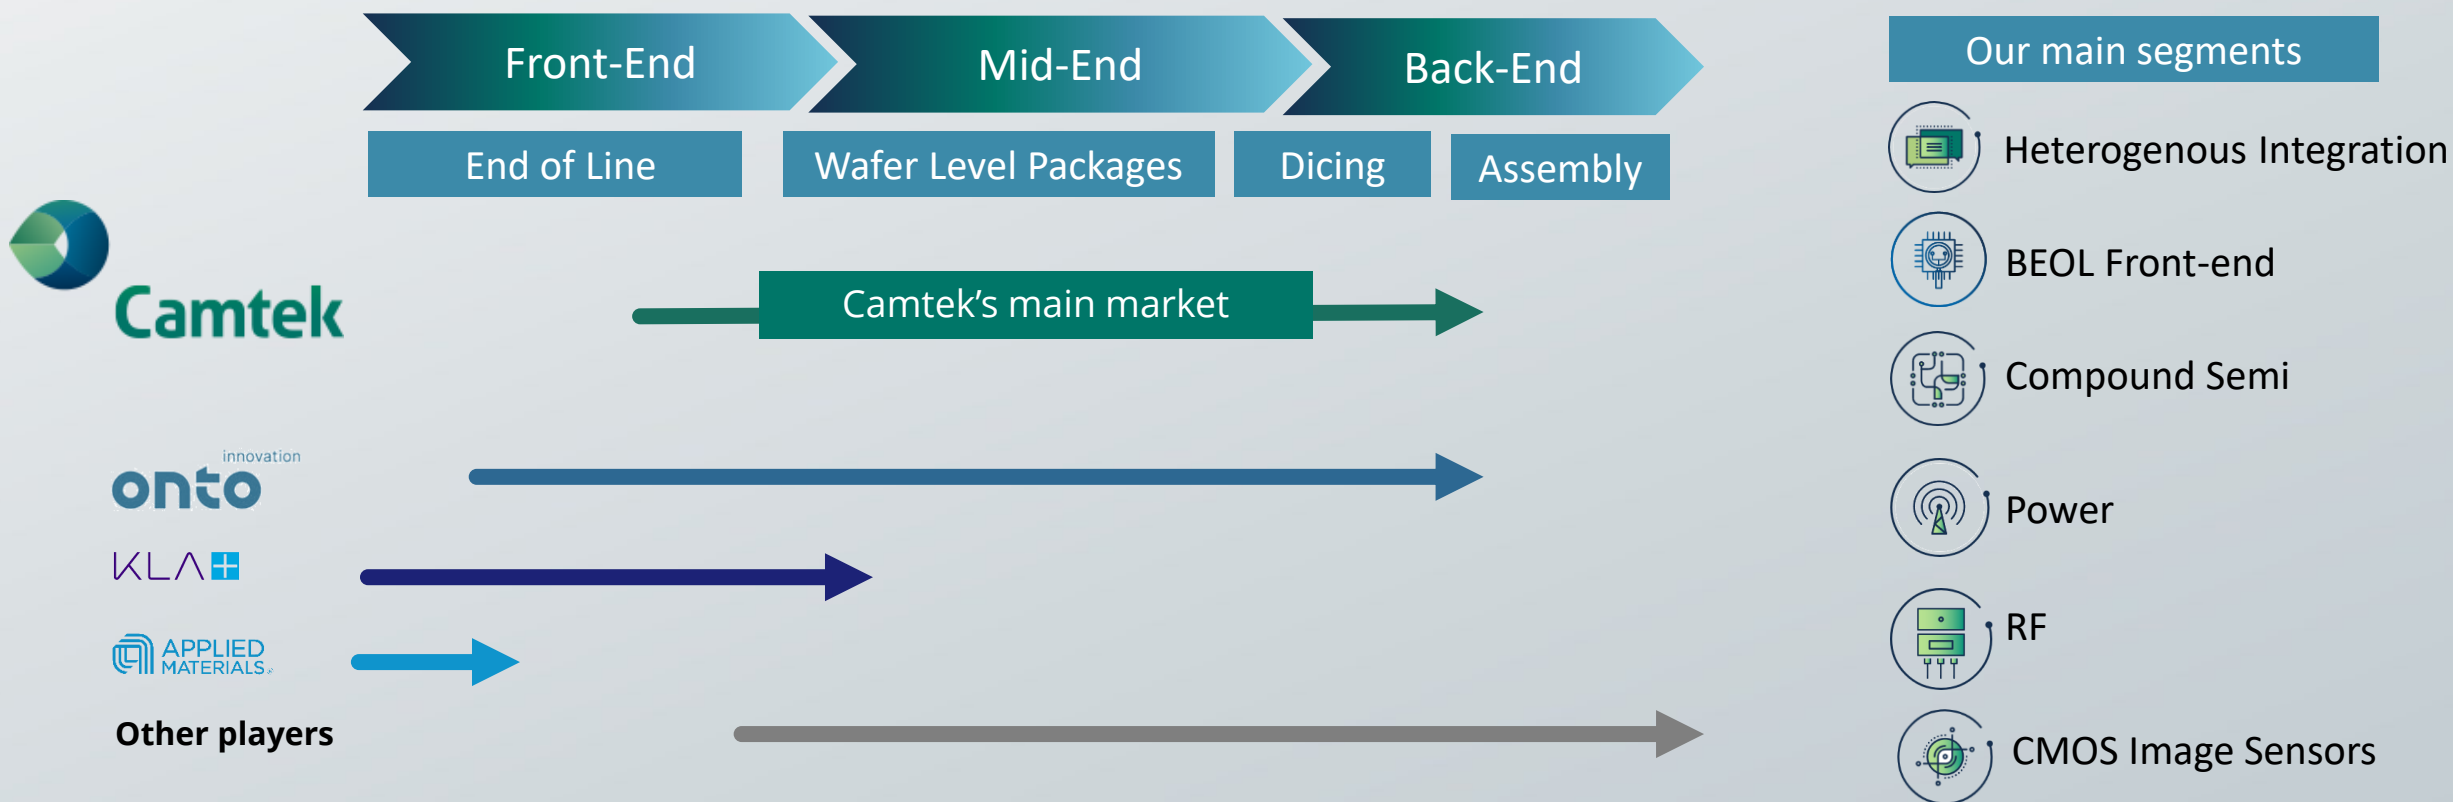 Front-End
Mid-End
Back-End
Our main segments
End of Line
Wafer Level Packages
Dicing
Assembly
Heterogenous Integration
Camtek
Camtek's main market
BEOL Front-end
Compound Semi
onto
innovation
Power
KLA
APPLIED
MATERIALS
RF
Other players
CMOS Image Sensors